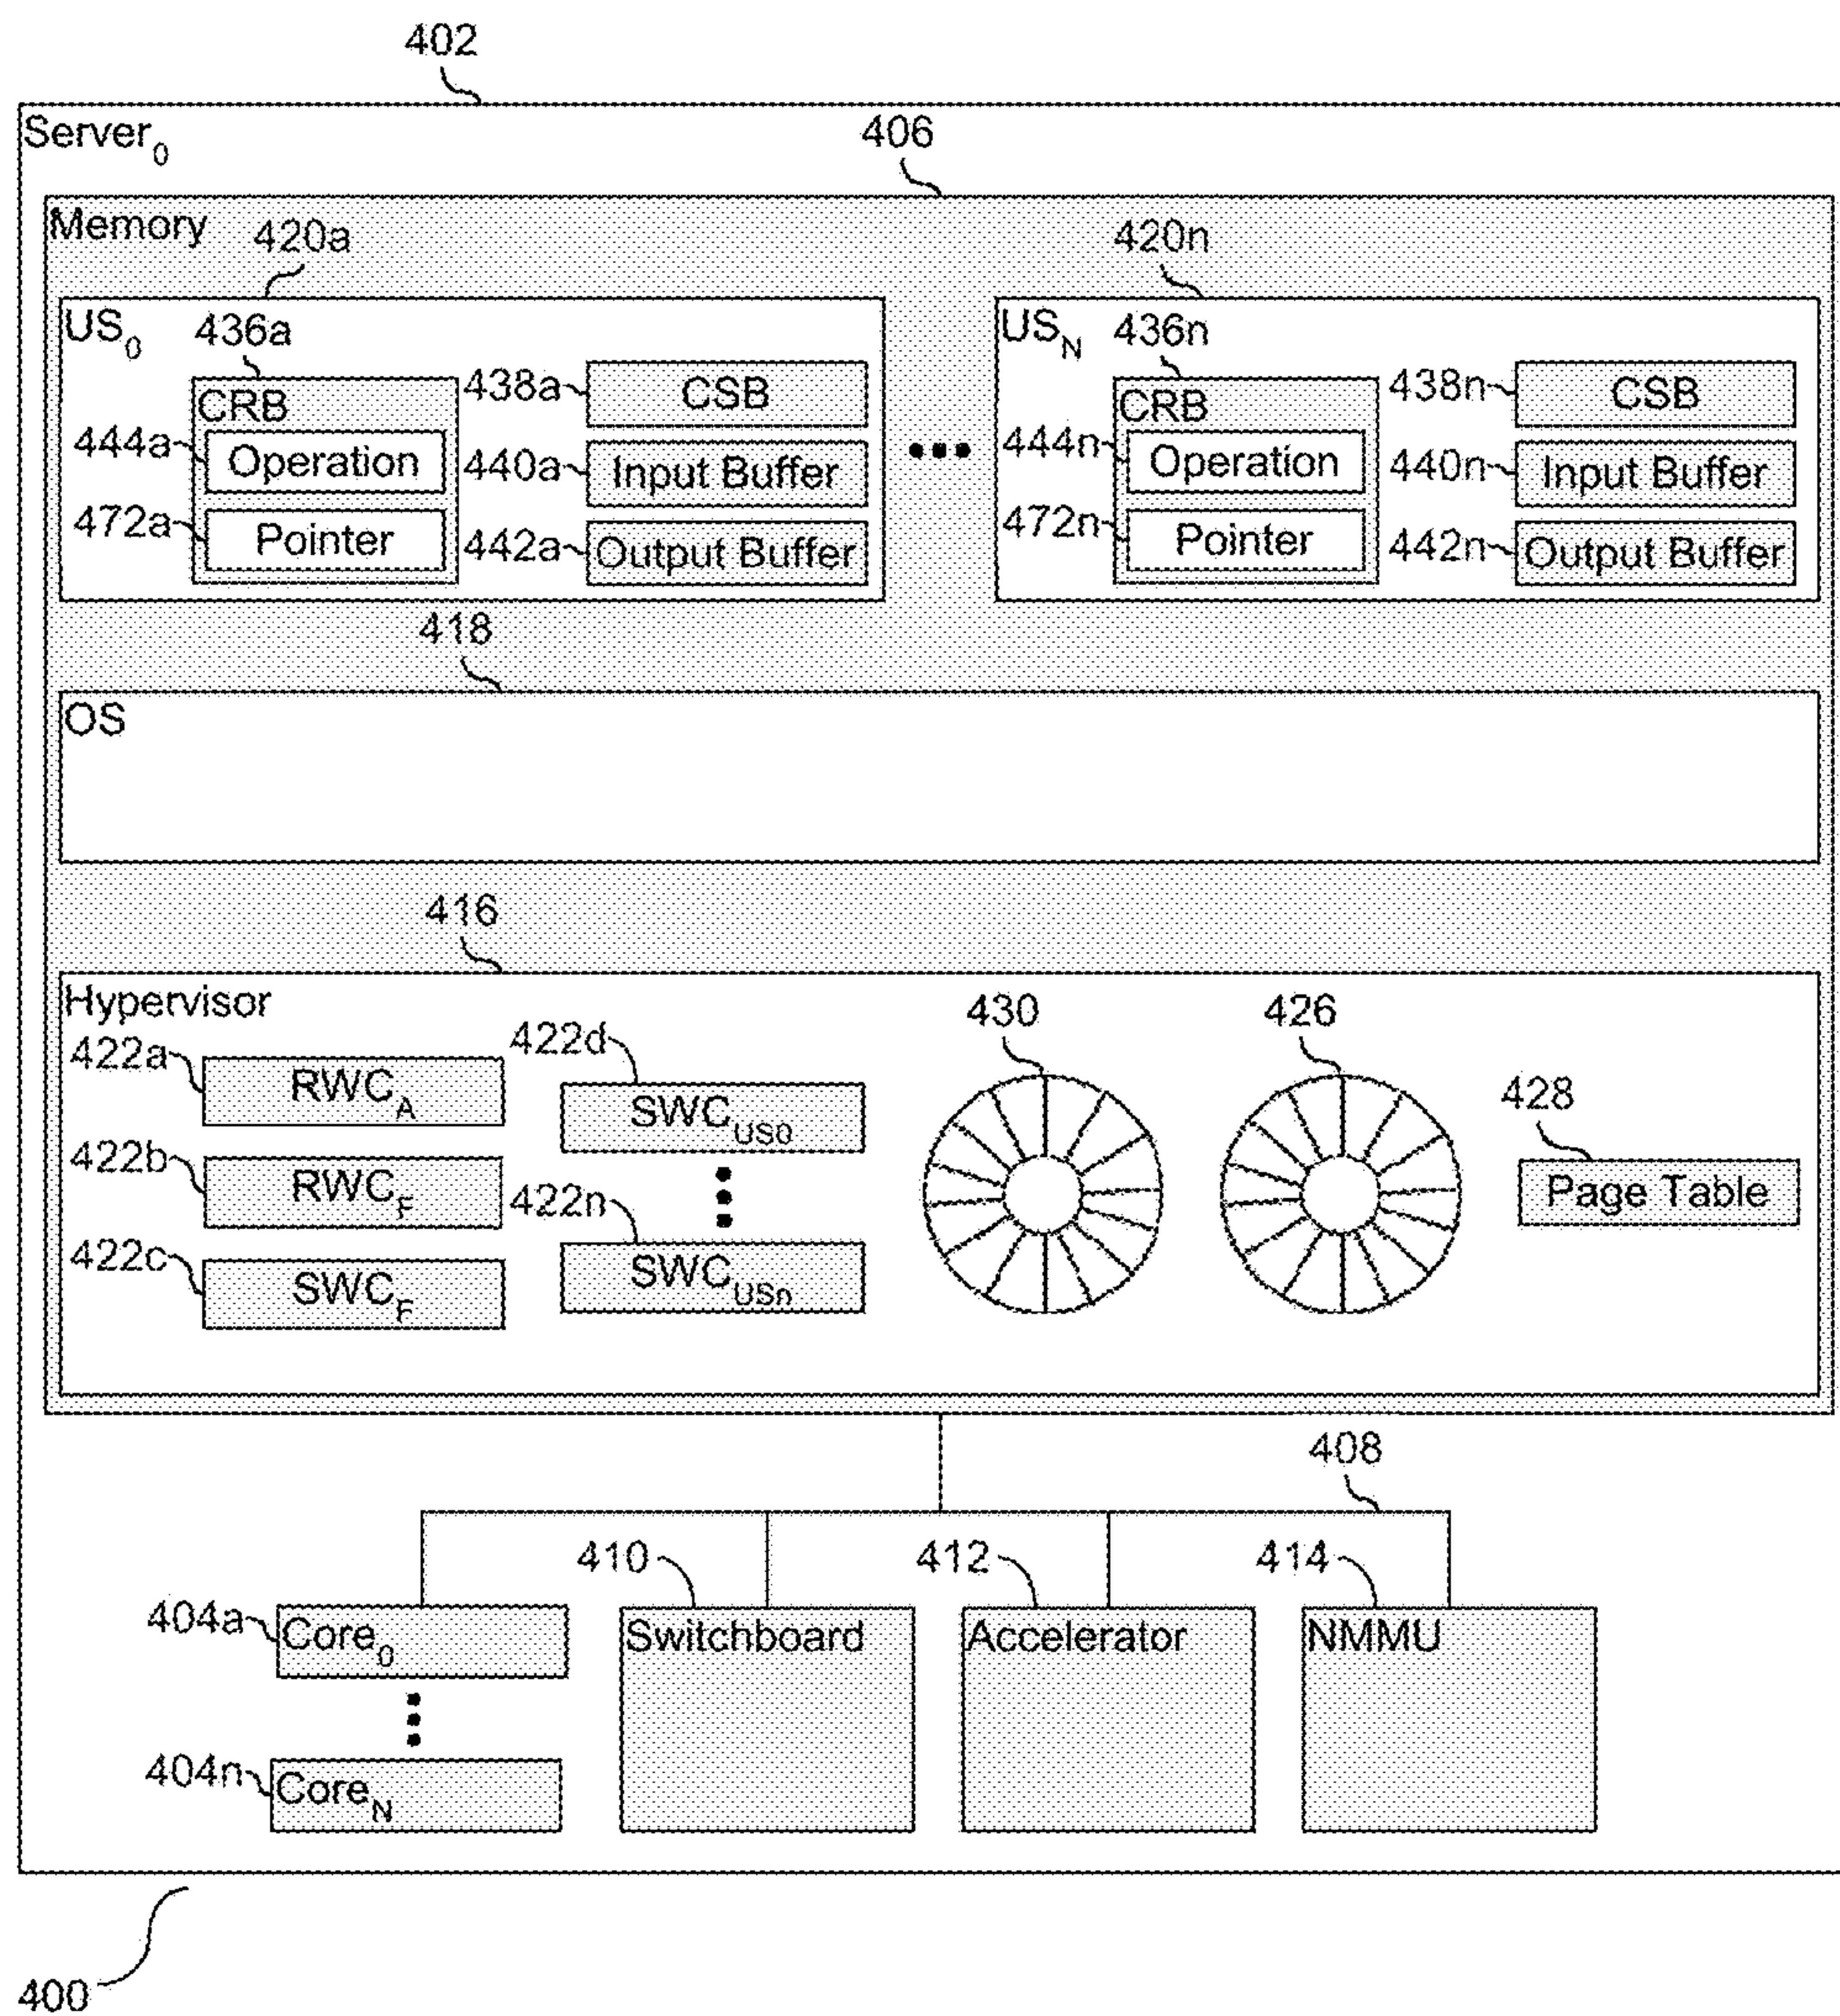 402
Server0
406
Memory
420a
420n
US0
436a
438a
CSB
CRB
444a
Operation
440a
Input Buffer
472a
Pointer
442a
Output Buffer
USN
436n
438n
CSB
CRB
444n
Operation
440n
Input Buffer
472n
Pointer
442n
Output Buffer
418
OS
416
Hypervisor
422a
RWCA
422b
RWCF
422c
SWCF
422d
SWCUS0
422n
SWCUSn
430
426
428
Page Table
408
410
412
414
404a
Core0
Switchboard
Accelerator
NMMU
404n
CoreN
400